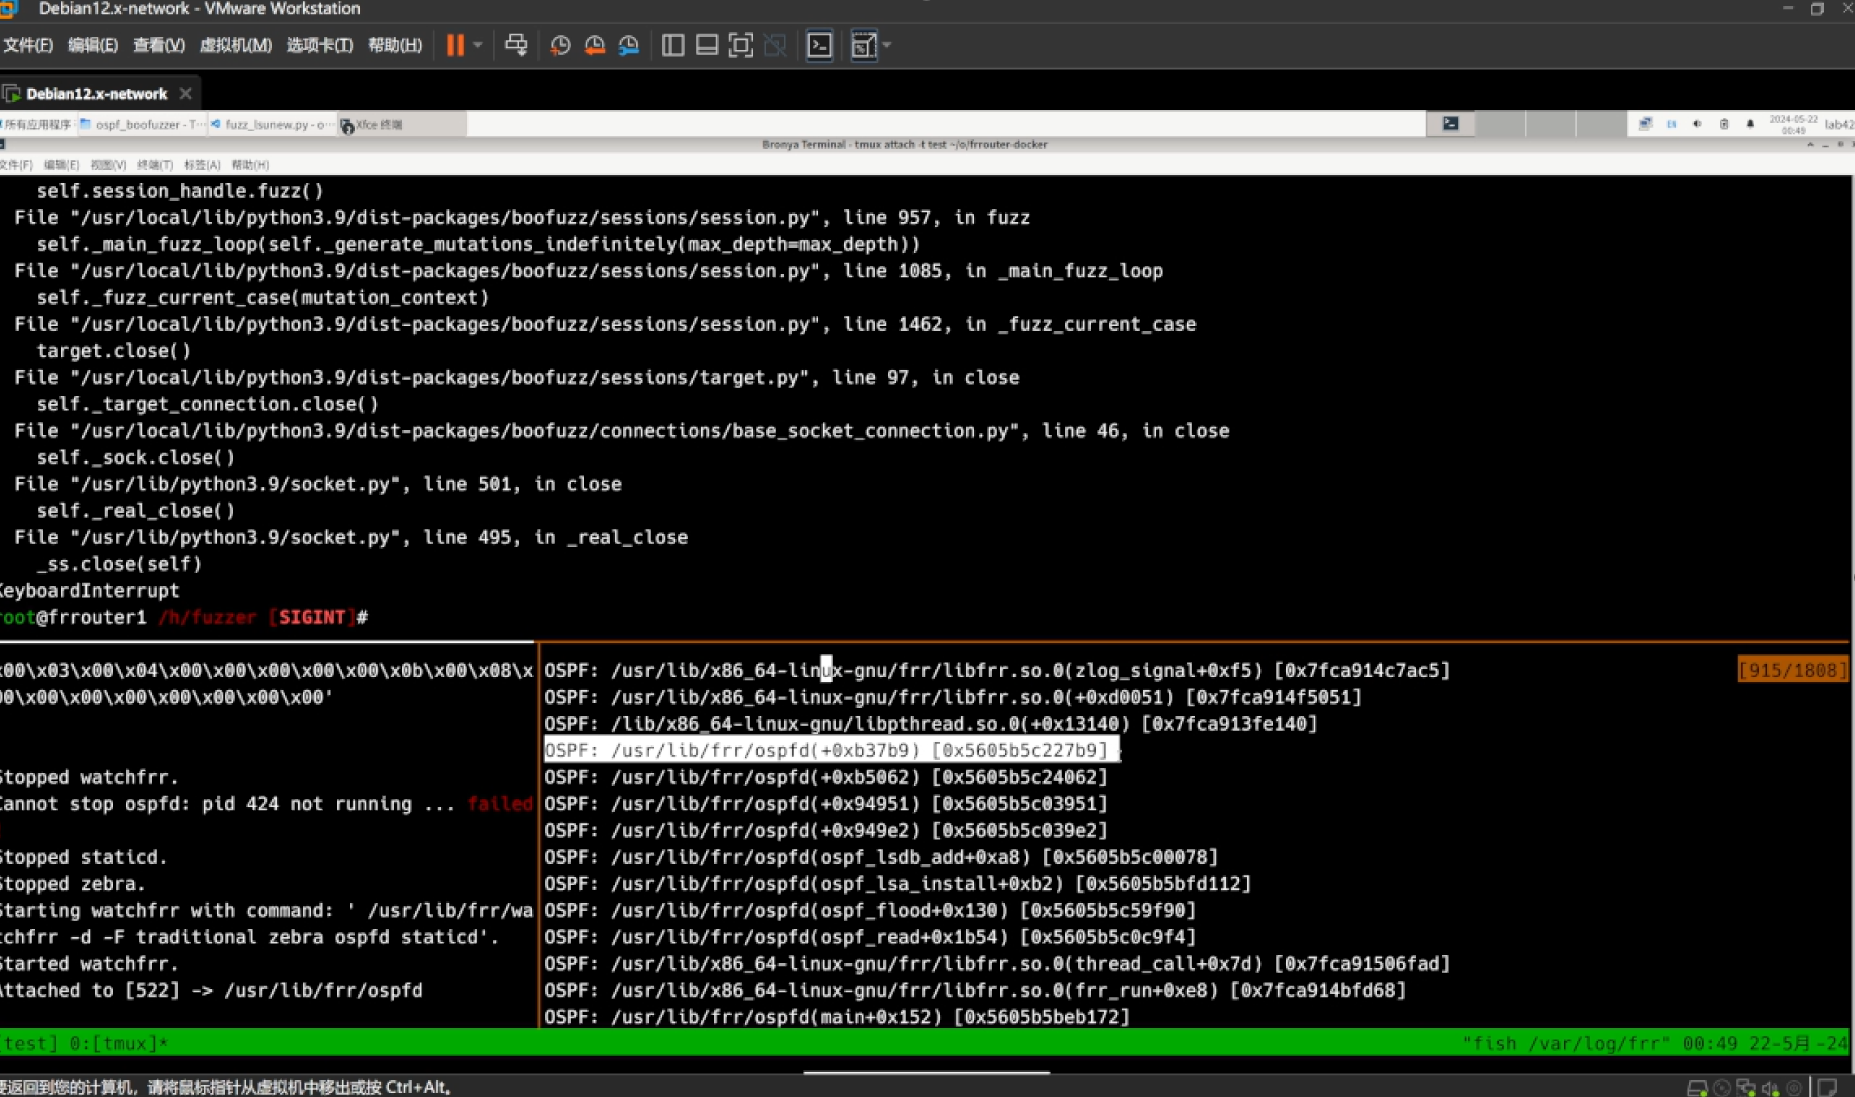 Debian12.x-network - VMware Workstation
文件(F) 编辑(E) 查看(V) 虚拟机(M) 选项卡(T) 帮助(H)
Debian12.x-network
所有应用程序 ospf_boofuzzer - T··· fuzz_lsunew.py - o··· Xfce 终端 EN 2024-05-22 00:49 lab42
Bronya Terminal - tmux attach -t test ~/o/frrouter-docker
文件(F) 编辑(E) 视图(V) 终端(T) 标签(A) 帮助(H)
self.session_handle.fuzz()
File "/usr/local/lib/python3.9/dist-packages/boofuzz/sessions/session.py", line 957, in fuzz
self._main_fuzz_loop(self._generate_mutations_indefinitely(max_depth=max_depth))
File "/usr/local/lib/python3.9/dist-packages/boofuzz/sessions/session.py", line 1085, in _main_fuzz_loop
self._fuzz_current_case(mutation_context)
File "/usr/local/lib/python3.9/dist-packages/boofuzz/sessions/session.py", line 1462, in _fuzz_current_case
target.close()
File "/usr/local/lib/python3.9/dist-packages/boofuzz/sessions/target.py", line 97, in close
self._target_connection.close()
File "/usr/local/lib/python3.9/dist-packages/boofuzz/connections/base_socket_connection.py", line 46, in close
self._sock.close()
File "/usr/lib/python3.9/socket.py", line 501, in close
self._real_close()
File "/usr/lib/python3.9/socket.py", line 495, in _real_close
_ss.close(self)
KeyboardInterrupt
root@frrouter1 /h/fuzzer [SIGINT]#
x00\x03\x00\x04\x00\x00\x00\x00\x00\x0b\x00\x08\x
00\x00\x00\x00\x00\x00\x00\x00'
Stopped watchfrr.
Cannot stop ospfd: pid 424 not running ... failed
!
Stopped staticd.
Stopped zebra.
Starting watchfrr with command: ' /usr/lib/frr/wa
tchfrr -d -F traditional zebra ospfd staticd'.
Started watchfrr.
Attached to [522] -> /usr/lib/frr/ospfd
OSPF: /usr/lib/x86_64-linux-gnu/frr/libfrr.so.0(zlog_signal+0xf5) [0x7fca914c7ac5] [915/1808]
OSPF: /usr/lib/x86_64-linux-gnu/frr/libfrr.so.0(+0xd0051) [0x7fca914f5051]
OSPF: /lib/x86_64-linux-gnu/libpthread.so.0(+0x13140) [0x7fca913fe140]
OSPF: /usr/lib/frr/ospfd(+0xb37b9) [0x5605b5c227b9]
OSPF: /usr/lib/frr/ospfd(+0xb5062) [0x5605b5c24062]
OSPF: /usr/lib/frr/ospfd(+0x94951) [0x5605b5c03951]
OSPF: /usr/lib/frr/ospfd(+0x949e2) [0x5605b5c039e2]
OSPF: /usr/lib/frr/ospfd(ospf_lsdb_add+0xa8) [0x5605b5c00078]
OSPF: /usr/lib/frr/ospfd(ospf_lsa_install+0xb2) [0x5605b5bfd112]
OSPF: /usr/lib/frr/ospfd(ospf_flood+0x130) [0x5605b5c59f90]
OSPF: /usr/lib/frr/ospfd(ospf_read+0x1b54) [0x5605b5c0c9f4]
OSPF: /usr/lib/x86_64-linux-gnu/frr/libfrr.so.0(thread_call+0x7d) [0x7fca91506fad]
OSPF: /usr/lib/x86_64-linux-gnu/frr/libfrr.so.0(frr_run+0xe8) [0x7fca914bfd68]
OSPF: /usr/lib/frr/ospfd(main+0x152) [0x5605b5beb172]
[test] 0:[tmux]* "fish /var/log/frr" 00:49 22-5月 -24
要返回到您的计算机，请将鼠标指针从虚拟机中移出或按 Ctrl+Alt。